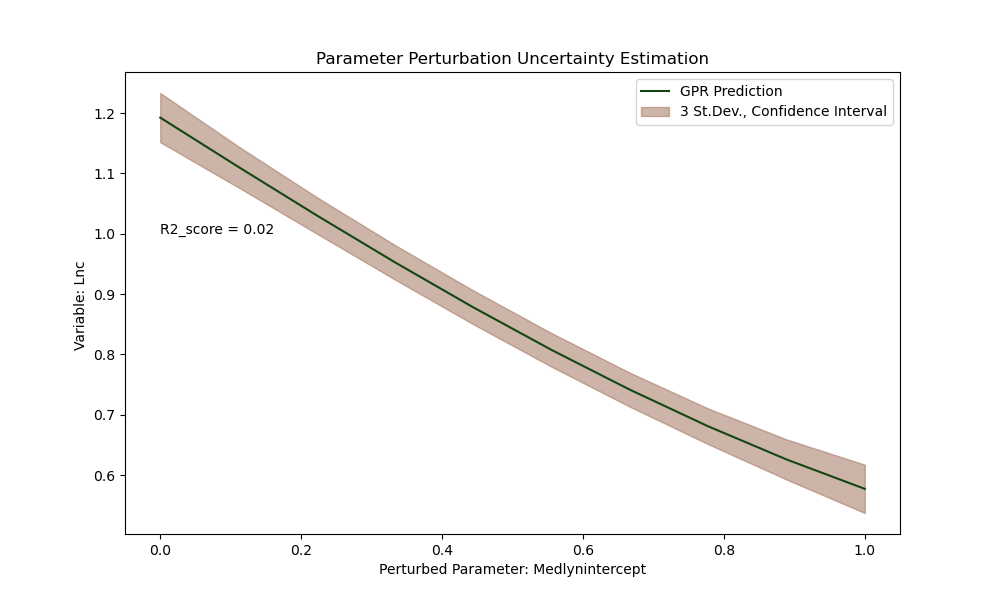 Parameter Perturbation Uncertainty Estimation
GPR Prediction
3 St.Dev., Confidence Interval
R2_score = 0.02
Variable: Lnc
1.2
1.1
1.0
0.9
0.8
0.7
0.6
0.0 0.2 0.4 0.6 0.8 1.0
Perturbed Parameter: Medlynintercept